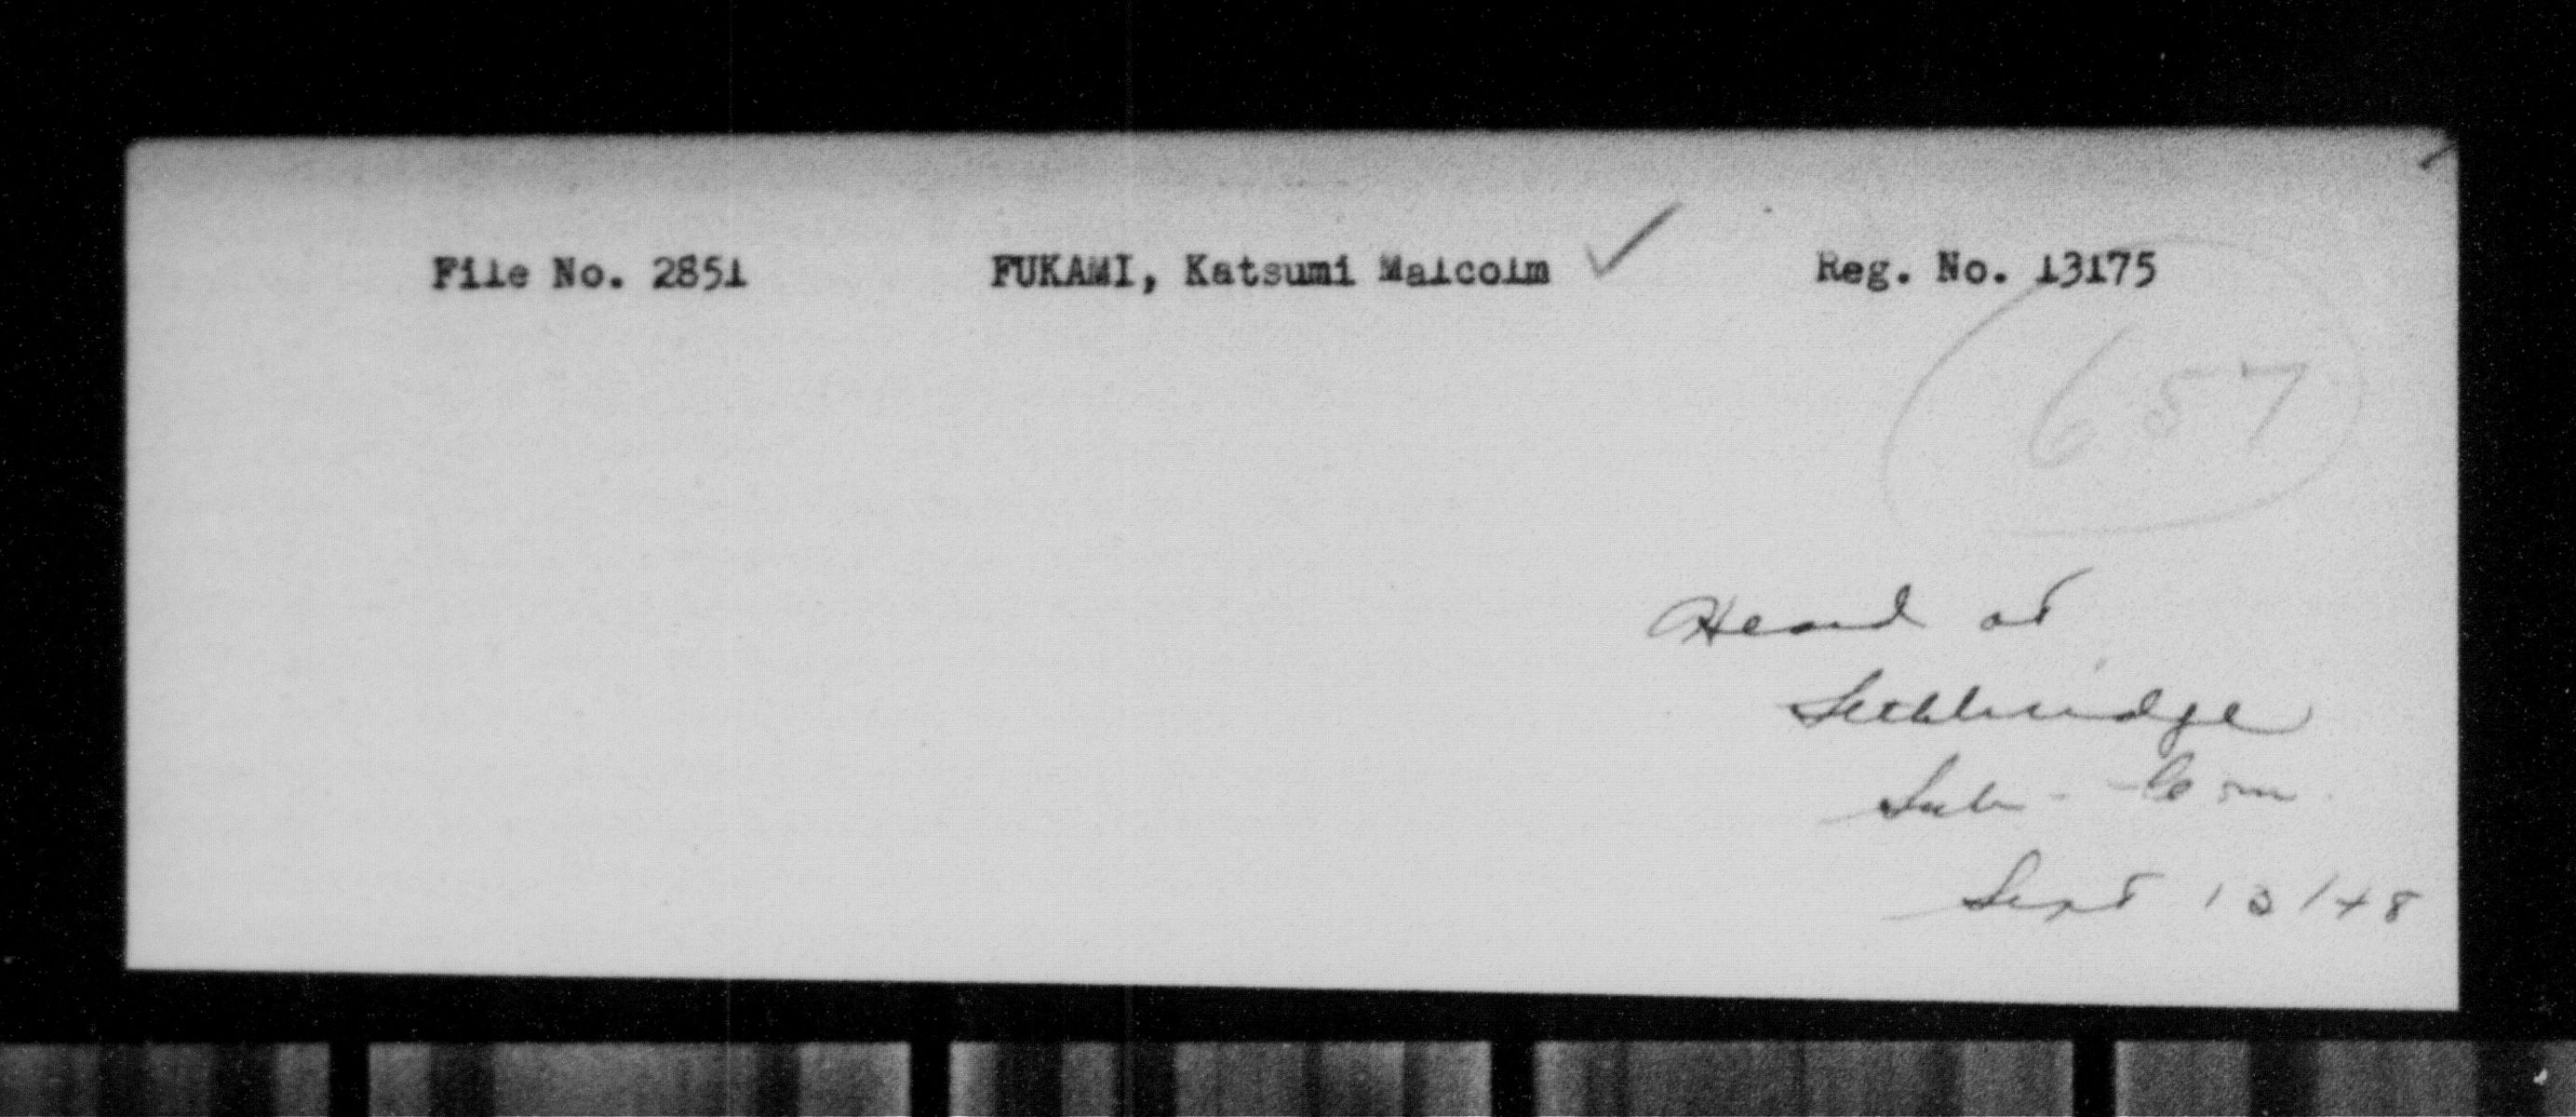 File No. 2851 FUKAMI, Katsumi Malcolm ✓ Reg. No. 13175
657
Heard at
Lethbridge
Sub-Com
Sept 13/48